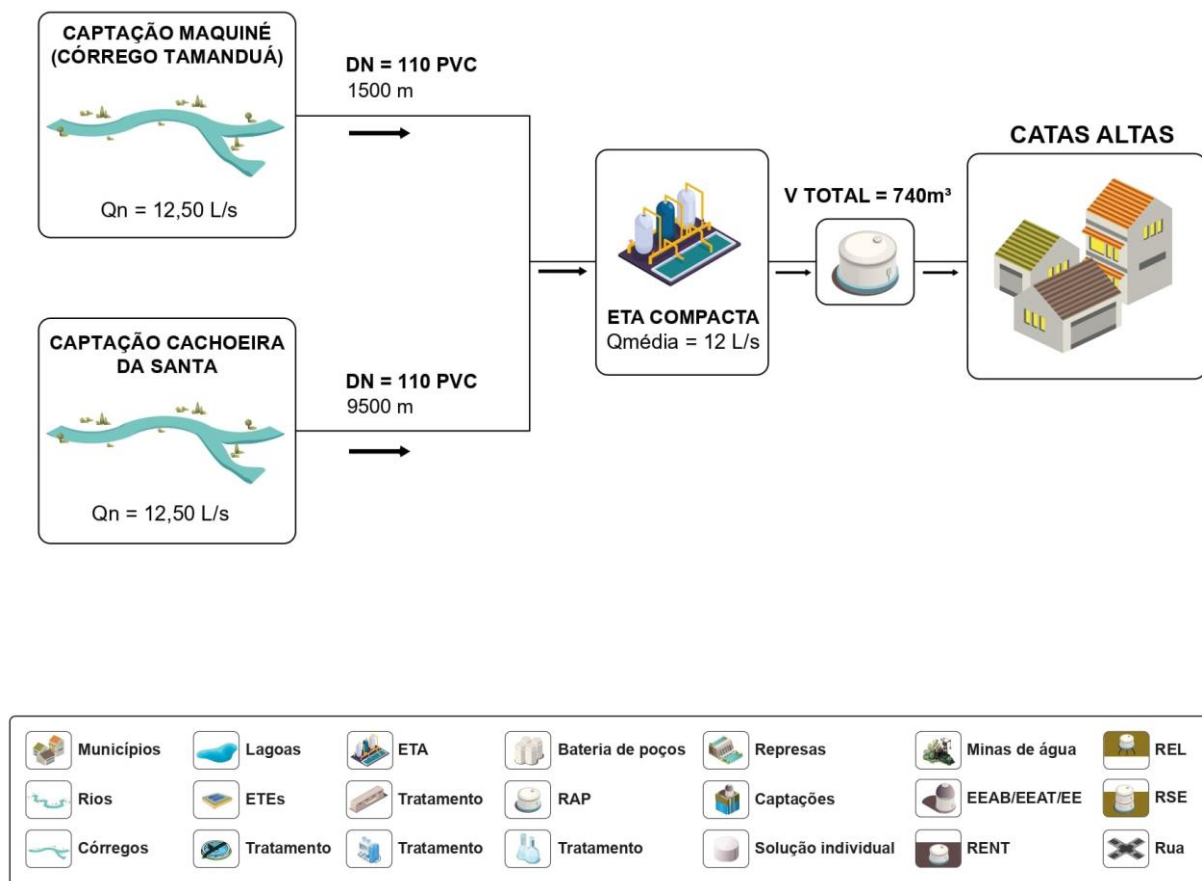 CAPTAÇÃO MAQUINÉ
(CÓRREGO TAMANDUÁ)
Qn = 12,50 L/s
DN = 110 PVC
1500 m
CAPTAÇÃO CACHOEIRA
DA SANTA
Qn = 12,50 L/s
DN = 110 PVC
9500 m
ETA COMPACTA
Qmédia = 12 L/s
V TOTAL = 740m³
CATAS ALTAS
Municípios
Lagoas
ETA
Bateria de poços
Represas
Minas de água
REL
Rios
ETEs
Tratamento
RAP
Captações
EEAB/EEAT/EE
RSE
Córregos
Tratamento
Tratamento
Tratamento
Solução individual
RENT
Rua